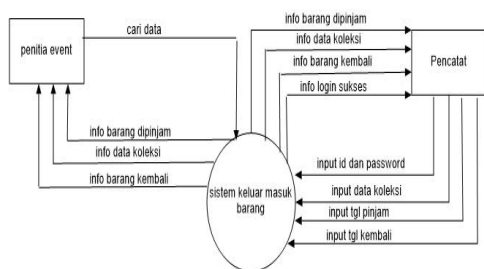 info barang dipinjam
cari data
info data koleksi
penitia event
info barang kembali
Pencatat
info login sukses
info barang dipinjam
info data koleksi
info barang kembali
input id dan password
sistem keluar masuk
barang
input data koleksi
input tgl pinjam
input tgl kembali